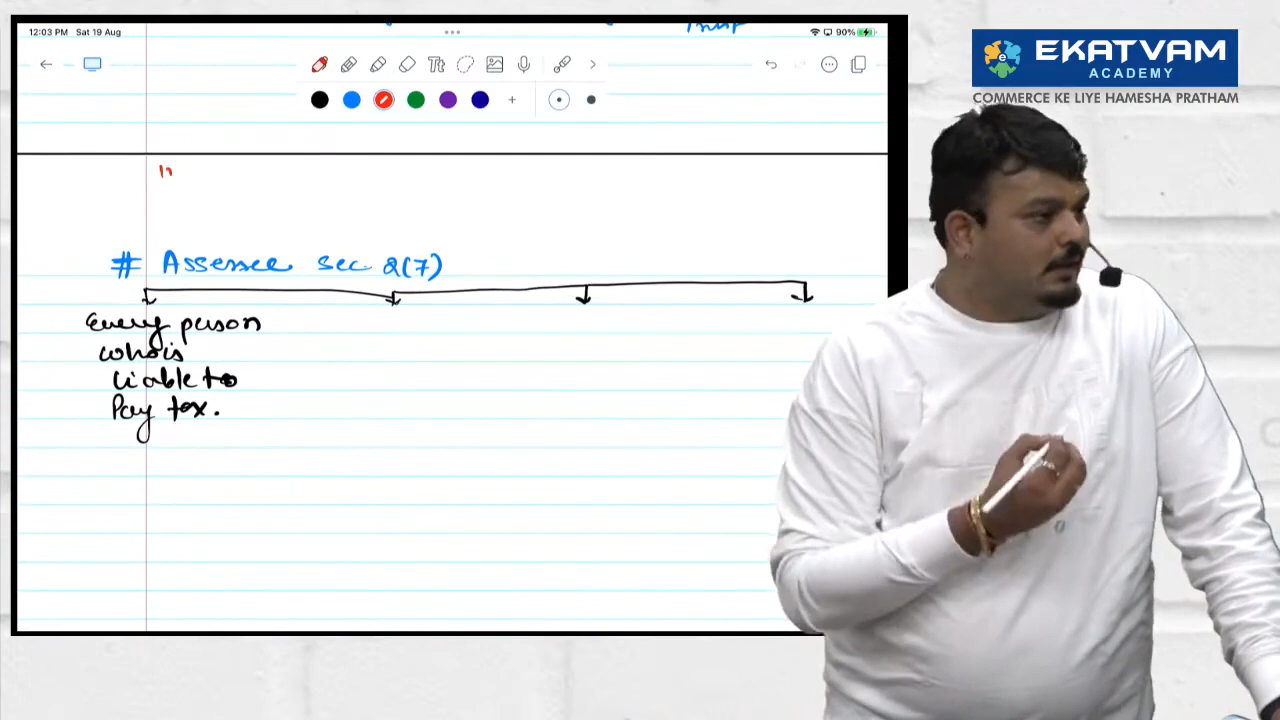 12:03 PM Sat 19 Aug
90%
Tt
# Assessee sec 2(7)
Every person
who is
liable to
Pay tax.
EKATVAM
ACADEMY
COMMERCE KE LIYE HAMESHA PRATHAM